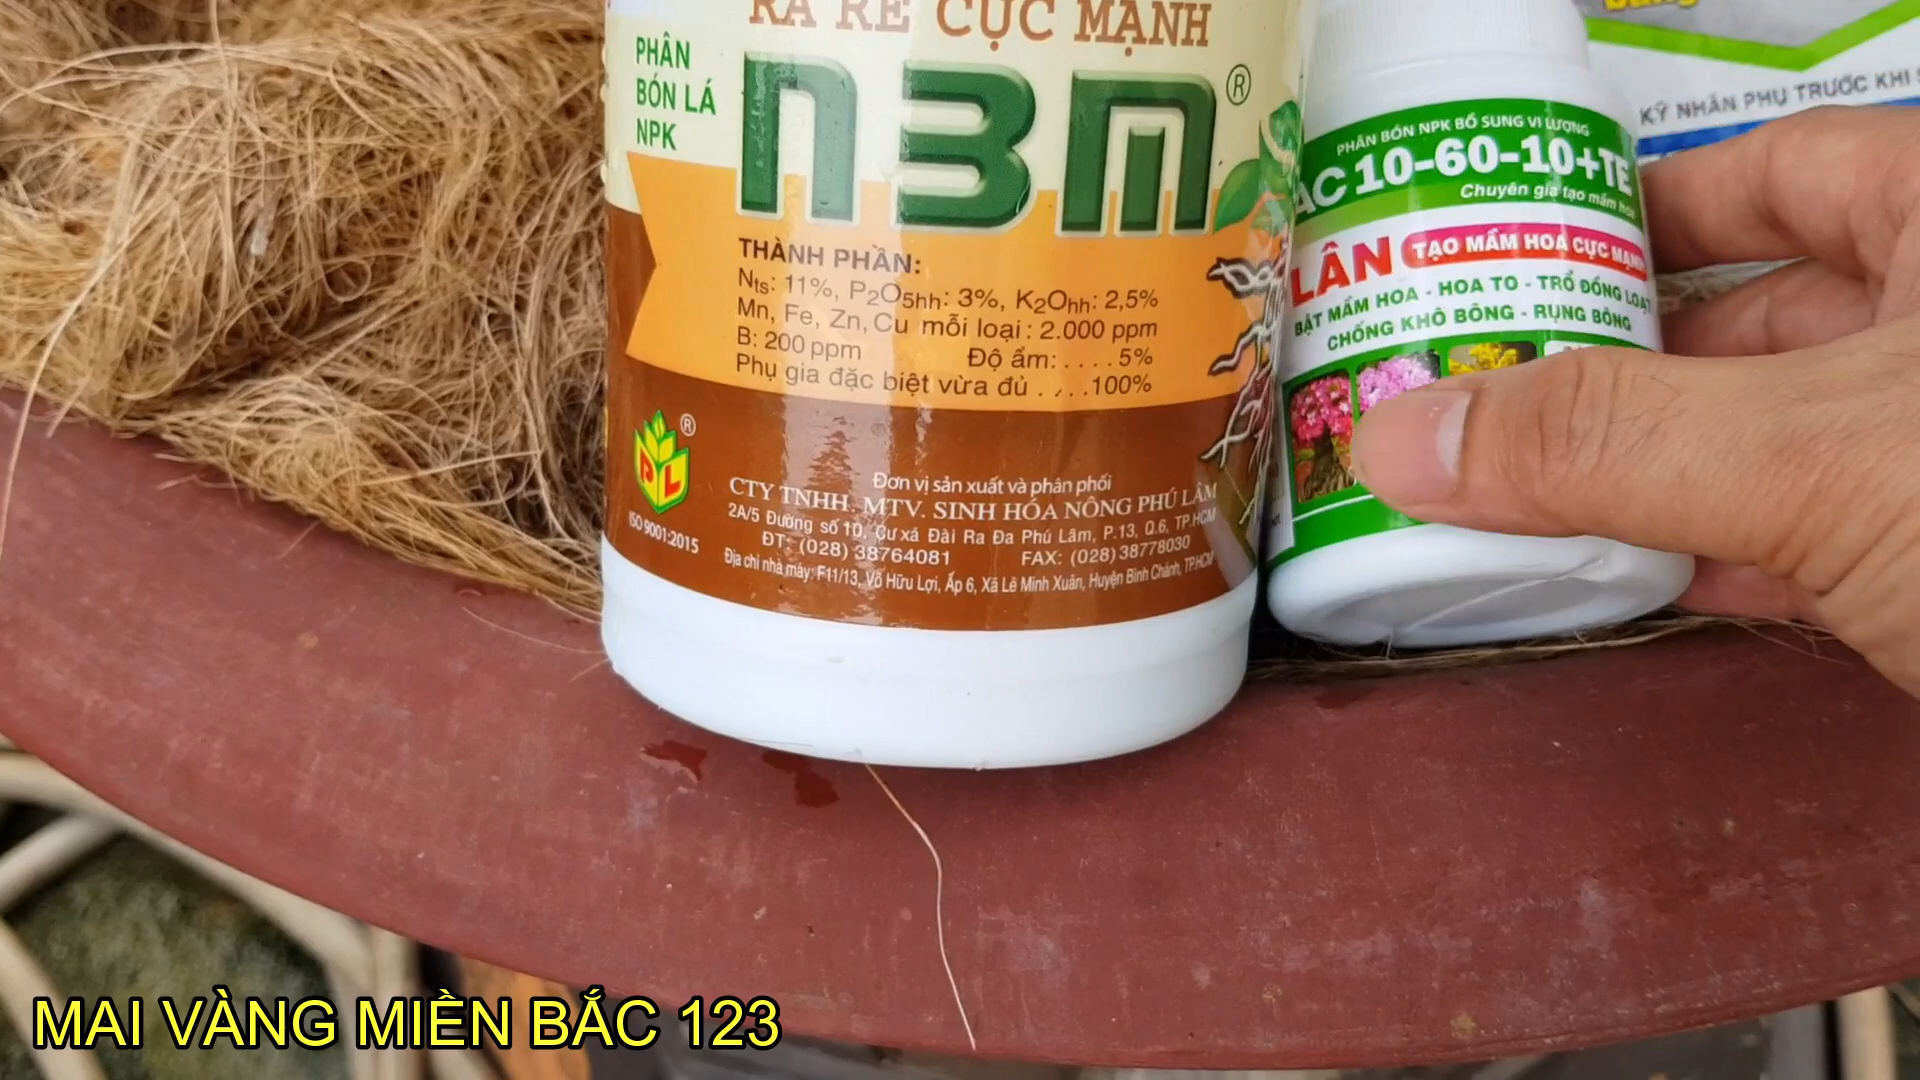 RA RỄ CỰC MẠNH
PHÂN
BÓN LÁ
NPK
N3M®
THÀNH PHẦN:
Nts: 11%, P2O5hh: 3%, K2Ohh: 2,5%
Mn, Fe, Zn, Cu mỗi loại: 2.000 ppm
B: 200 ppm Độ ẩm:.....5%
Phụ gia đặc biệt vừa đủ ....100%
PL®
ISO 9001:2015
Đơn vị sản xuất và phân phối
CTY TNHH. MTV. SINH HÓA NÔNG PHÚ LÂM
2A/5 Đường số 10, Cư xá Đài Ra Đa Phú Lâm, P.13, Q.6, TP.HCM
ĐT: (028) 38764081 FAX: (028) 38778030
Địa chỉ nhà máy: F11/13, Võ Hữu Lợi, Ấp 6, Xã Lê Minh Xuân, Huyện Bình Chánh, TP.HCM
PHÂN BÓN NPK BỔ SUNG VI LƯỢNG
AC 10-60-10+TE
Chuyên gia tạo mầm hoa
LÂN TẠO MẦM HOA CỰC MẠNH
BẬT MẦM HOA - HOA TO - TRỔ ĐỒNG LOẠT
CHỐNG KHÔ BÔNG - RỤNG BÔNG
KỸ NHÃN PHỤ TRƯỚC KHI
MAI VÀNG MIỀN BẮC 123